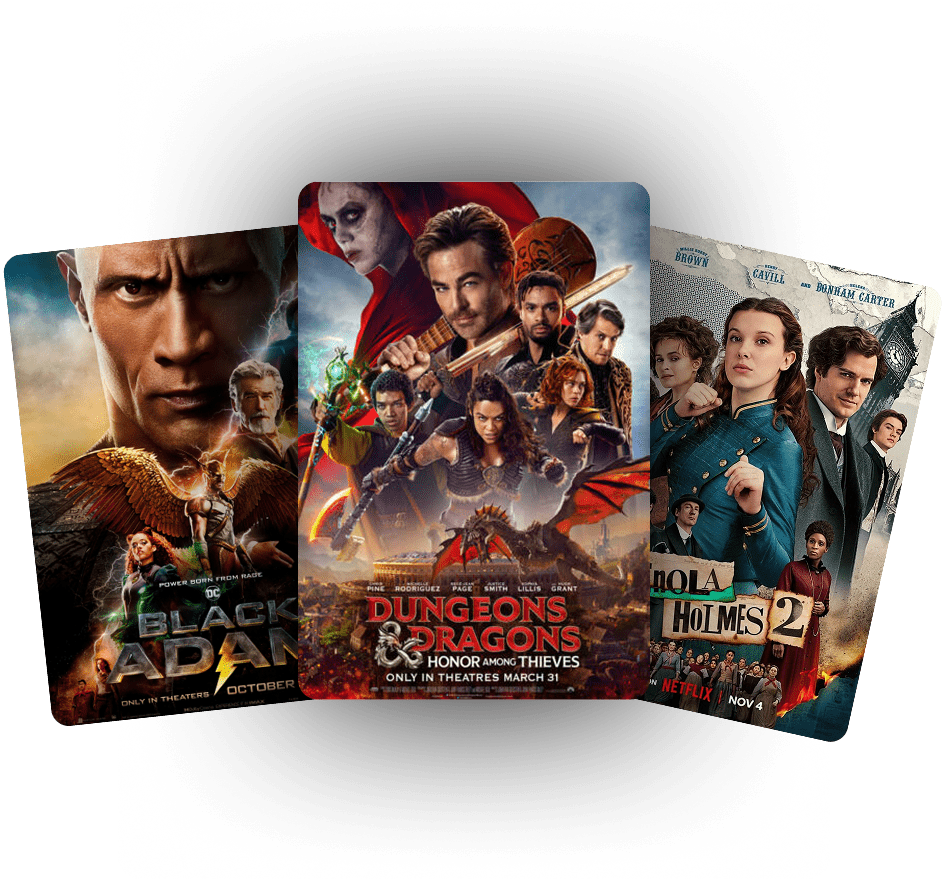 POWER BORN FROM RAGE
DC
BLACK
ADAM
ONLY IN THEATERS OCTOBER
CHRIS MICHELLE REGÉ-JEAN JUSTICE SOPHIA HUGH
PINE RODRIGUEZ PAGE SMITH LILLIS GRANT
DUNGEONS
& DRAGONS
HONOR AMONG THIEVES
ONLY IN THEATRES MARCH 31
MILLIE BOBBY
BROWN
HENRY
CAVILL
AND HELENA
BONHAM CARTER
NOLA
HOLMES 2
ON NETFLIX | NOV 4